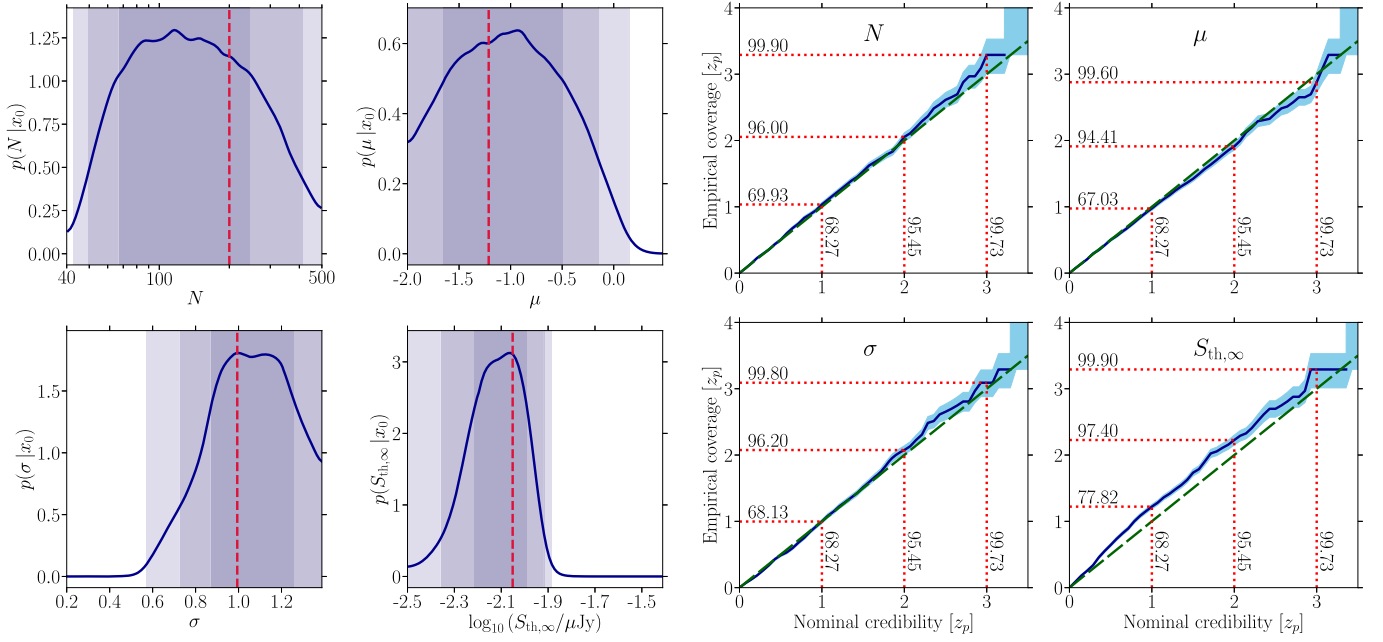 1.25
1.00
0.75
0.50
0.25
0.00
p(N |x₀)
40 100 500
N
0.6
0.4
0.2
0.0
p(μ |x₀)
-2.0 -1.5 -1.0 -0.5 0.0
μ
4
3
2
1
0
Empirical coverage [z_p]
N
99.90
96.00
69.93
68.27
95.45
99.73
0 1 2 3
4
3
2
1
0
μ
99.60
94.41
67.03
68.27
95.45
99.73
0 1 2 3
1.5
1.0
0.5
0.0
p(σ |x₀)
0.2 0.4 0.6 0.8 1.0 1.2
σ
3
2
1
0
p(S_th,∞ |x₀)
-2.5 -2.3 -2.1 -1.9 -1.7 -1.5
log₁₀(S_th,∞/μJy)
4
3
2
1
0
Empirical coverage [z_p]
σ
99.80
96.20
68.13
68.27
95.45
99.73
0 1 2 3
Nominal credibility [z_p]
4
3
2
1
0
S_th,∞
99.90
97.40
77.82
68.27
95.45
99.73
0 1 2 3
Nominal credibility [z_p]